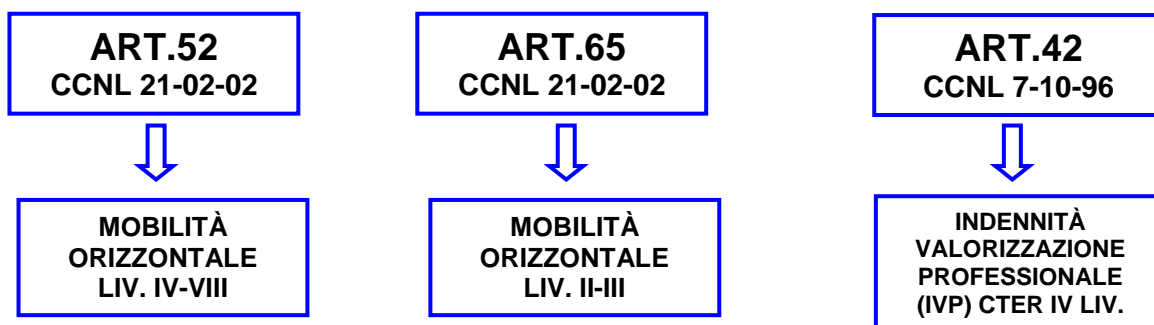 ART.52
CCNL 21-02-02
ART.65
CCNL 21-02-02
ART.42
CCNL 7-10-96
MOBILITÀ
ORIZZONTALE
LIV. IV-VIII
MOBILITÀ
ORIZZONTALE
LIV. II-III
INDENNITÀ
VALORIZZAZIONE
PROFESSIONALE
(IVP) CTER IV LIV.